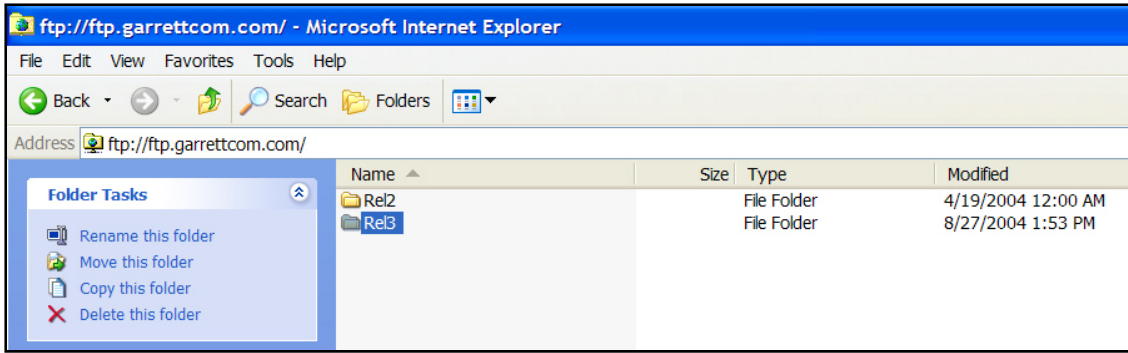 ftp://ftp.garrettcom.com/ - Microsoft Internet Explorer
File Edit View Favorites Tools Help
Back Search Folders
Address ftp://ftp.garrettcom.com/
Name Size Type Modified
Folder Tasks
Rel2 File Folder 4/19/2004 12:00 AM
Rel3 File Folder 8/27/2004 1:53 PM
Rename this folder
Move this folder
Copy this folder
Delete this folder